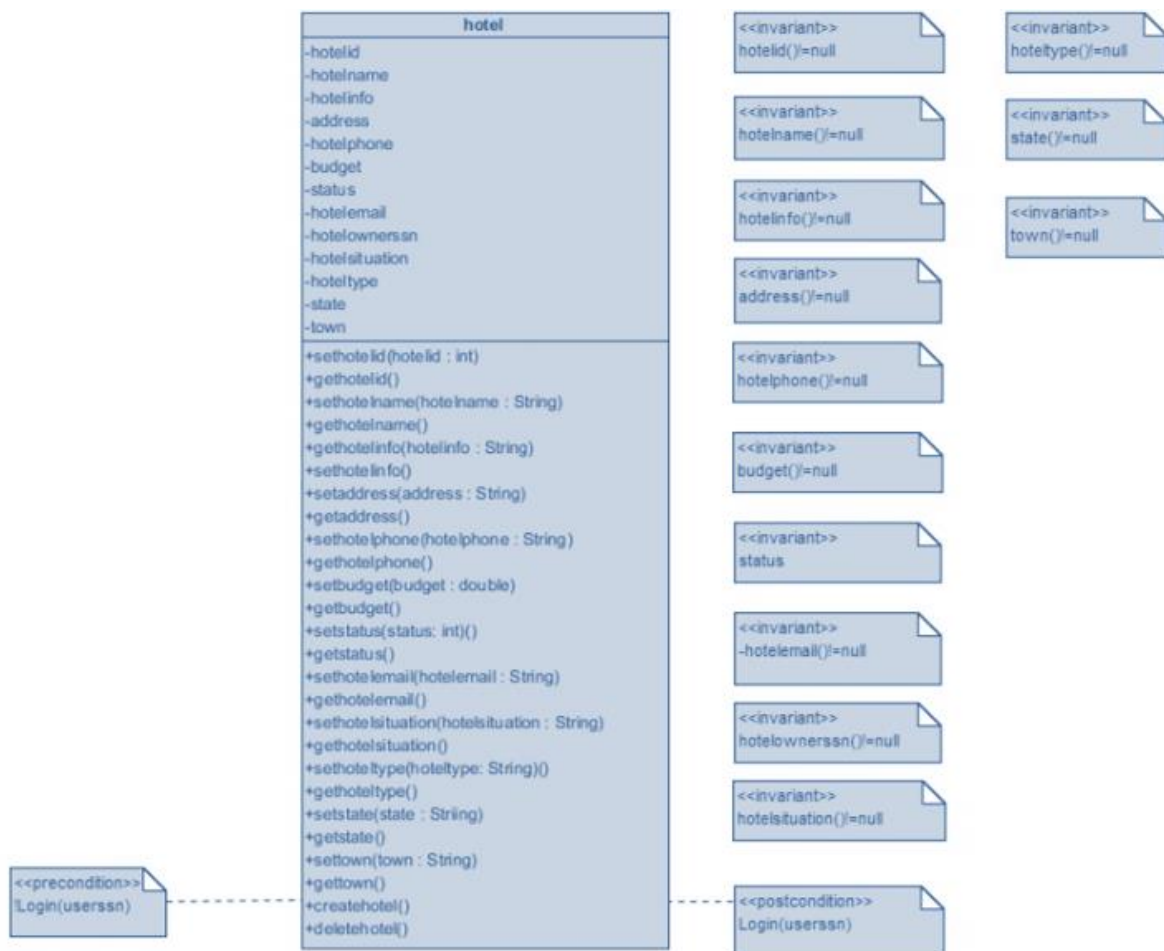 hotel
-hotelid
-hotelname
-hotelinfo
-address
-hotelphone
-budget
-status
-hotelemail
-hotelownerssn
-hotelsituation
-hoteltype
-state
-town
+sethotelid(hotelid : int)
+gethotelid()
+sethotelname(hotelname : String)
+gethotelname()
+gethotelinfo(hotelinfo : String)
+sethotelinfo()
+setaddress(address : String)
+getaddress()
+sethotelphone(hotelphone : String)
+gethotelphone()
+setbudget(budget : double)
+getbudget()
+setstatus(status: int)()
+getstatus()
+sethotelemail(hotelemail : String)
+gethotelemail()
+sethotelsituation(hotelsituation : String)
+gethotelsituation()
+sethoteltype(hoteltype: String)()
+gethoteltype()
+setstate(state : Striing)
+getstate()
+settown(town : String)
+gettown()
+createhotel()
+deletehotel()
<<precondition>>
!Login(userssn)
<<invariant>>
hotelid()!=null
<<invariant>>
hotelname()!=null
<<invariant>>
hotelinfo()!=null
<<invariant>>
address()!=null
<<invariant>>
hotelphone()!=null
<<invariant>>
budget()!=null
<<invariant>>
status
<<invariant>>
-hotelemail()!=null
<<invariant>>
hotelownerssn()!=null
<<invariant>>
hotelsituation()!=null
<<postcondition>>
Login(userssn)
<<invariant>>
hoteltype()!=null
<<invariant>>
state()!=null
<<invariant>>
town()!=null